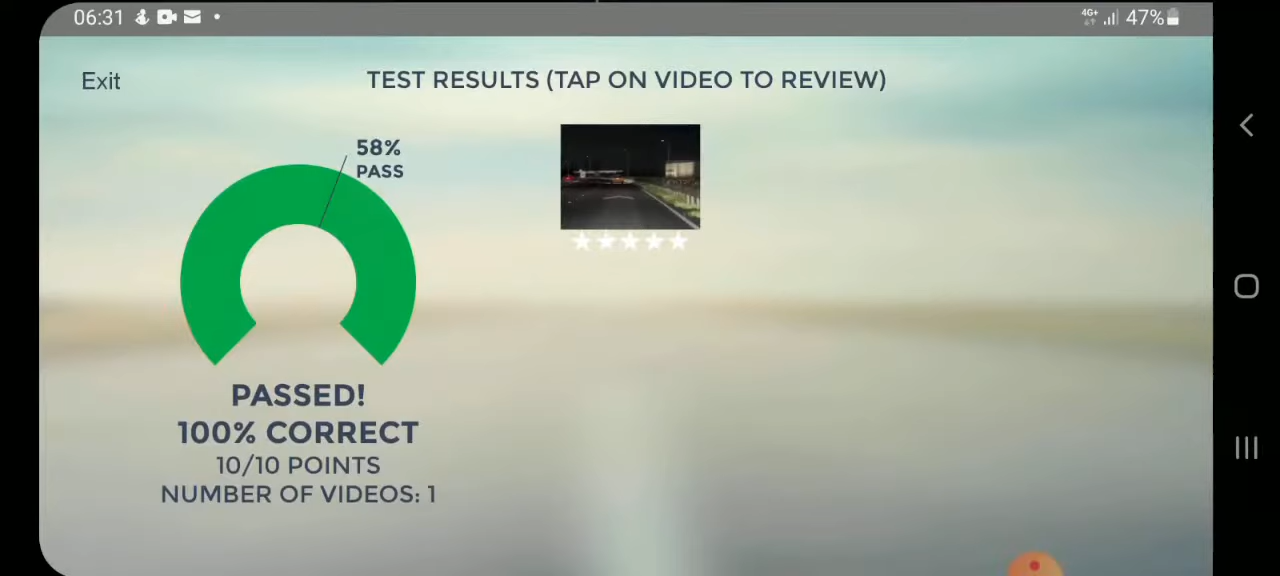 06:31
4G+ 47%
Exit
TEST RESULTS (TAP ON VIDEO TO REVIEW)
58%
PASS
PASSED!
100% CORRECT
10/10 POINTS
NUMBER OF VIDEOS: 1